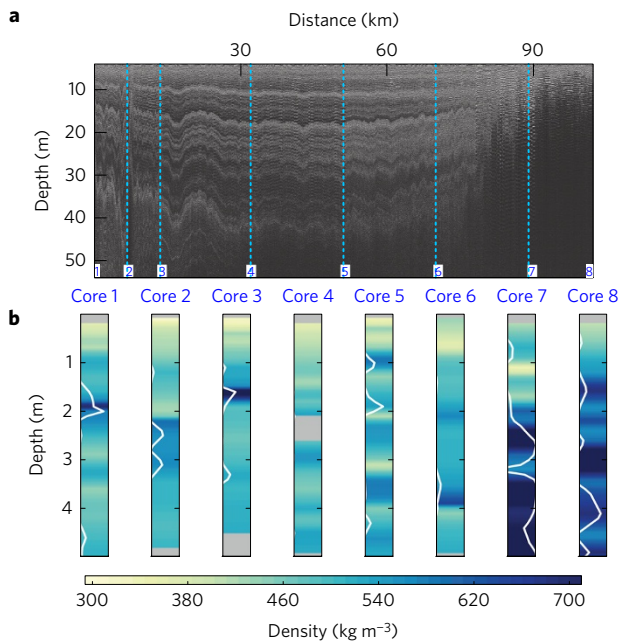 a
Distance (km)
30 60 90
10
20
30
40
50
Depth (m)
1 2 3 4 5 6 7 8
Core 1 Core 2 Core 3 Core 4 Core 5 Core 6 Core 7 Core 8
b
1
2
3
4
Depth (m)
300 380 460 540 620 700
Density (kg m⁻³)